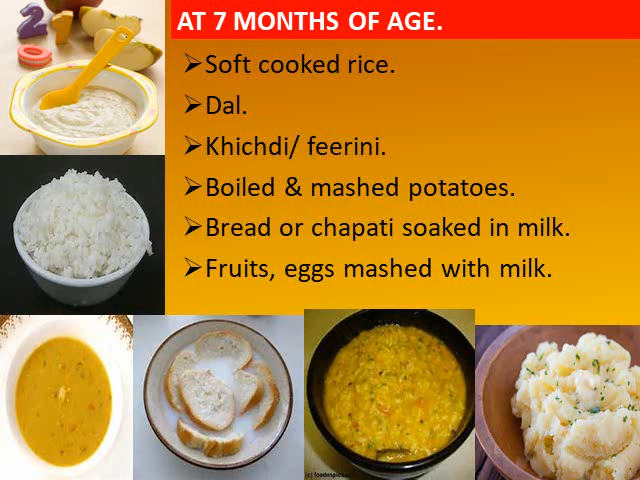 AT 7 MONTHS OF AGE.
➢Soft cooked rice.
➢Dal.
➢Khichdi/ feerini.
➢Boiled & mashed potatoes.
➢Bread or chapati soaked in milk.
➢Fruits, eggs mashed with milk.